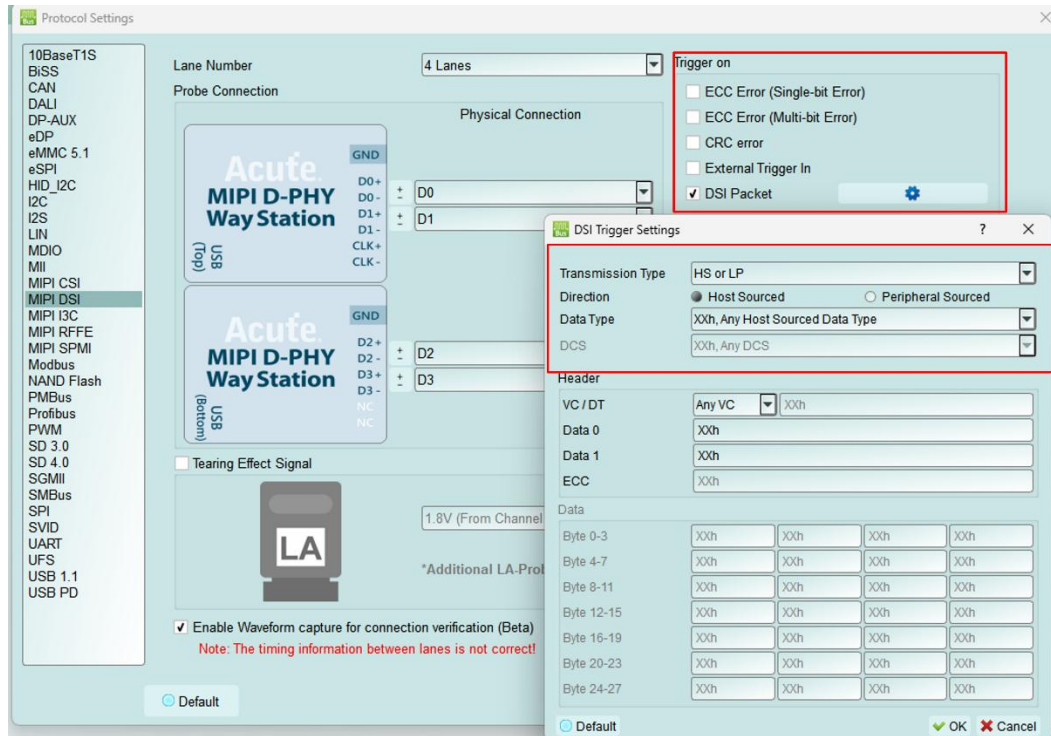 Protocol Settings
10BaseT1S
BiSS
CAN
DALI
DP-AUX
eDP
eMMC 5.1
eSPI
HID_I2C
I2C
I2S
LIN
MDIO
MII
MIPI CSI
MIPI DSI
MIPI I3C
MIPI RFFE
MIPI SPMI
Modbus
NAND Flash
PMBus
Profibus
PWM
SD 3.0
SD 4.0
SGMII
SMBus
SPI
SVID
UART
UFS
USB 1.1
USB PD
Lane Number 4 Lanes
Probe Connection
Physical Connection
Acute
MIPI D-PHY
Way Station
USB
(Top)
GND
D0+
D0-
D1+
D1-
CLK+
CLK-
± D0
± D1
Acute
MIPI D-PHY
Way Station
USB
(Bottom)
GND
D2+
D2-
D3+
D3-
NC
NC
± D2
± D3
Tearing Effect Signal
LA
1.8V (From Channel
*Additional LA-Prol
Enable Waveform capture for connection verification (Beta)
Note: The timing information between lanes is not correct!
Default
Trigger on
ECC Error (Single-bit Error)
ECC Error (Multi-bit Error)
CRC error
External Trigger In
DSI Packet
Bus
DSI Trigger Settings ? X
Transmission Type HS or LP
Direction Host Sourced Peripheral Sourced
Data Type XXh, Any Host Sourced Data Type
DCS XXh, Any DCS
Header
VC / DT Any VC XXh
Data 0 XXh
Data 1 XXh
ECC XXh
Data
Byte 0-3 XXh XXh XXh XXh
Byte 4-7 XXh XXh XXh XXh
Byte 8-11 XXh XXh XXh XXh
Byte 12-15 XXh XXh XXh XXh
Byte 16-19 XXh XXh XXh XXh
Byte 20-23 XXh XXh XXh XXh
Byte 24-27 XXh XXh XXh XXh
Default OK Cancel